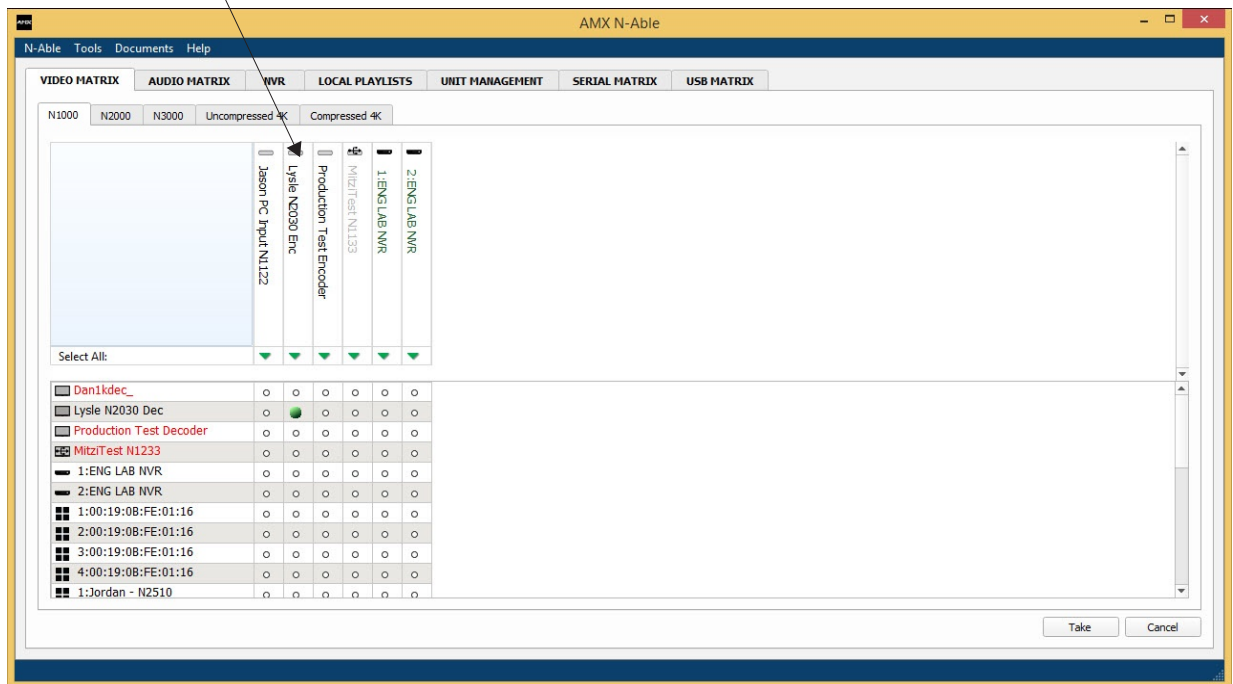 AMX
AMX N-Able
N-Able Tools Documents Help
VIDEO MATRIX AUDIO MATRIX NVR LOCAL PLAYLISTS UNIT MANAGEMENT SERIAL MATRIX USB MATRIX
N1000 N2000 N3000 Uncompressed 4K Compressed 4K
Jason PC Input N1122
Lysle N2030 Enc
Production Test Encoder
MitziTest N1133
1:ENG LAB NVR
2:ENG LAB NVR
Select All:
Dan1kdec_
Lysle N2030 Dec
Production Test Decoder
MitziTest N1233
1:ENG LAB NVR
2:ENG LAB NVR
1:00:19:0B:FE:01:16
2:00:19:0B:FE:01:16
3:00:19:0B:FE:01:16
4:00:19:0B:FE:01:16
1:Jordan - N2510
Take Cancel